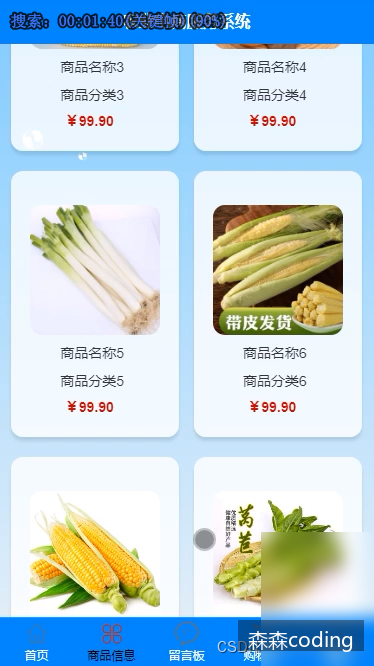 搜索: 00:01:40(关键帧)(90%)
系统
商品名称3
商品名称4
商品分类3
商品分类4
¥99.90
¥99.90
带皮发货
商品名称5
商品名称6
商品分类5
商品分类6
¥99.90
¥99.90
莴苣
首页
商品信息
留言板
购物
CSD
森森coding